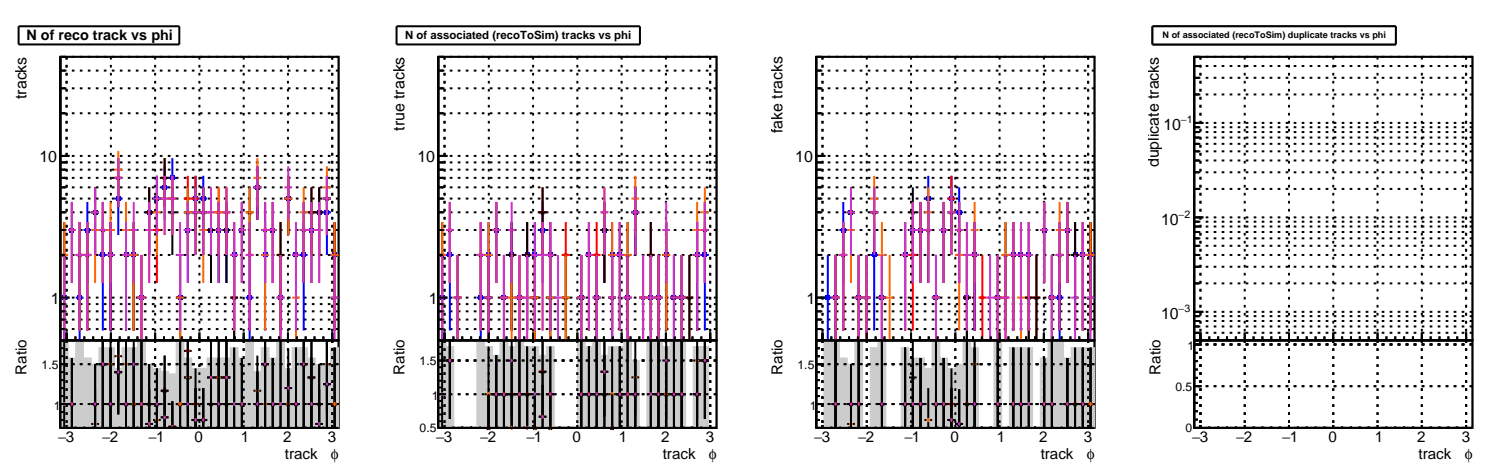 N of reco track vs phi
tracks
10
1
Ratio
1.5
1
−3 −2 −1 0 1 2 3
track ϕ
N of associated (recoToSim) tracks vs phi
true tracks
10
1
Ratio
1.5
1
0.5
−3 −2 −1 0 1 2 3
track ϕ
fake tracks
10
1
Ratio
1.5
1
−3 −2 −1 0 1 2 3
track ϕ
N of associated (recoToSim) duplicate tracks vs phi
duplicate tracks
10⁻¹
10⁻²
10⁻³
Ratio
1
0.5
0
−3 −2 −1 0 1 2 3
track ϕ